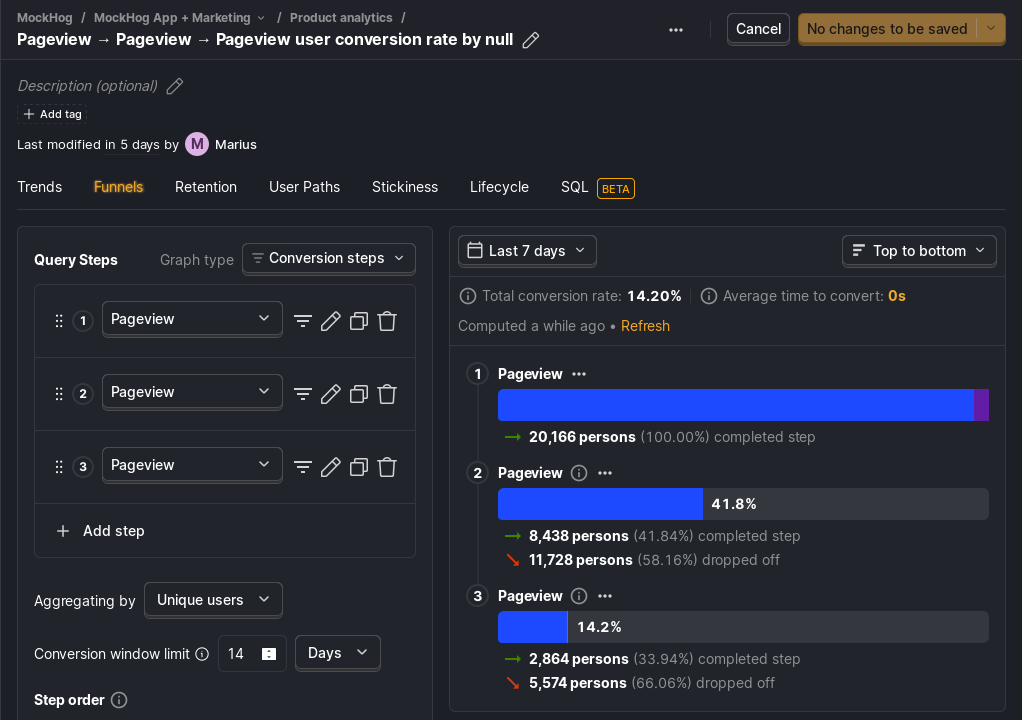 MockHog / MockHog App + Marketing / Product analytics /
Pageview → Pageview → Pageview user conversion rate by null
Cancel
No changes to be saved
Description (optional)
Add tag
Last modified in 5 days by M Marius
Trends Funnels Retention User Paths Stickiness Lifecycle SQL BETA
Query Steps Graph type Conversion steps
1 Pageview
2 Pageview
3 Pageview
Add step
Aggregating by Unique users
Conversion window limit 14 Days
Step order
Last 7 days Top to bottom
Total conversion rate: 14.20% Average time to convert: 0s
Computed a while ago • Refresh
1 Pageview
20,166 persons (100.00%) completed step
2 Pageview
41.8%
8,438 persons (41.84%) completed step
11,728 persons (58.16%) dropped off
3 Pageview
14.2%
2,864 persons (33.94%) completed step
5,574 persons (66.06%) dropped off